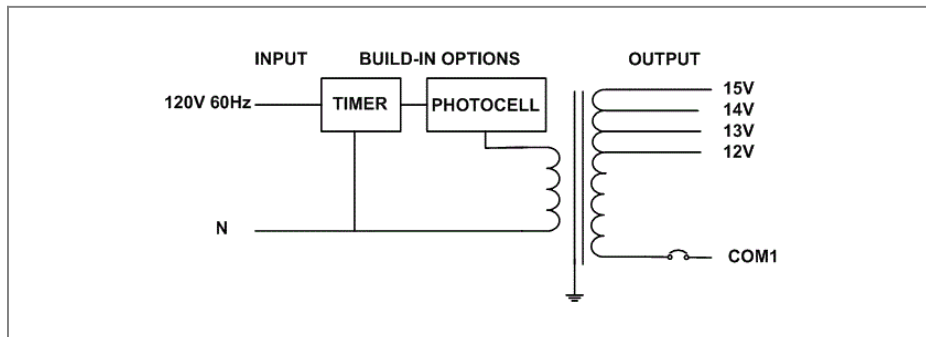 INPUT
BUILD-IN OPTIONS
OUTPUT
120V 60Hz
TIMER
PHOTOCELL
15V
14V
13V
12V
N
COM1